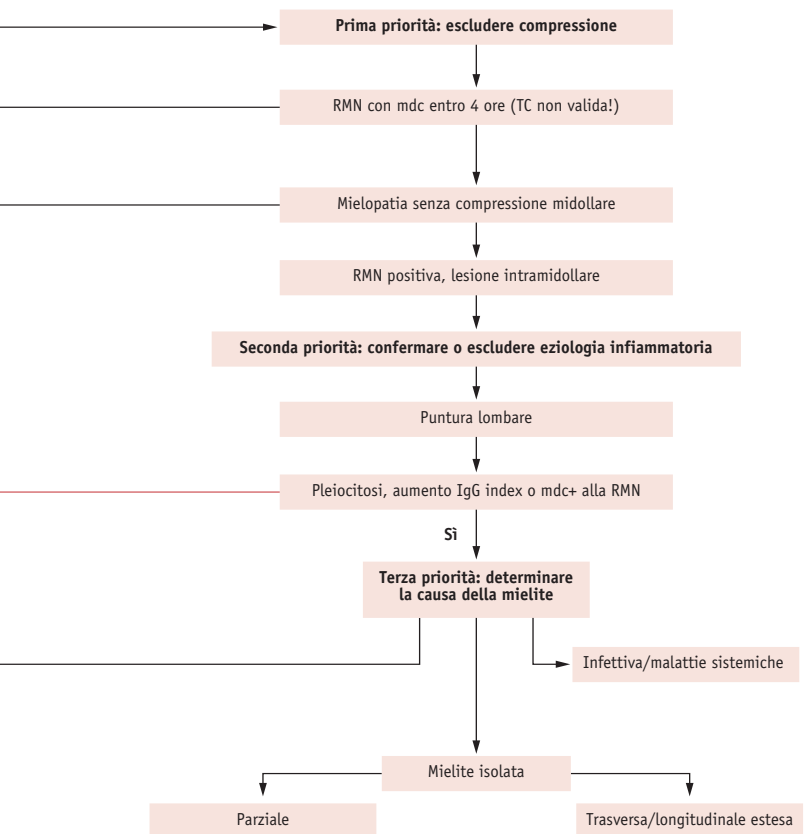 Prima priorità: escludere compressione
RMN con mdc entro 4 ore (TC non valida!)
Mielopatia senza compressione midollare
RMN positiva, lesione intramidollare
Seconda priorità: confermare o escludere eziologia infiammatoria
Puntura lombare
Pleiocitosi, aumento IgG index o mdc+ alla RMN
Sì
Terza priorità: determinare
la causa della mielite
Infettiva/malattie sistemiche
Mielite isolata
Parziale
Trasversa/longitudinale estesa